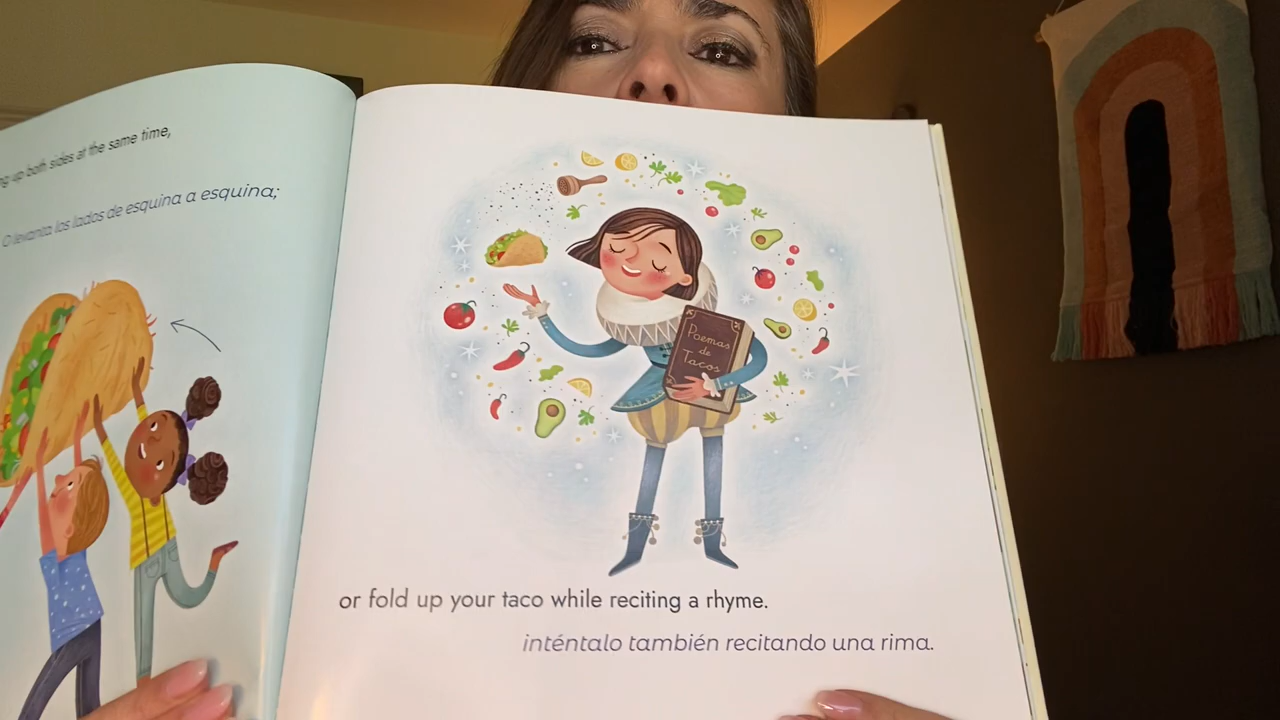 up both sides at the same time,
O levanta los lados de esquina a esquina;
Poemas
de
Tacos
or fold up your taco while reciting a rhyme.
inténtalo también recitando una rima.